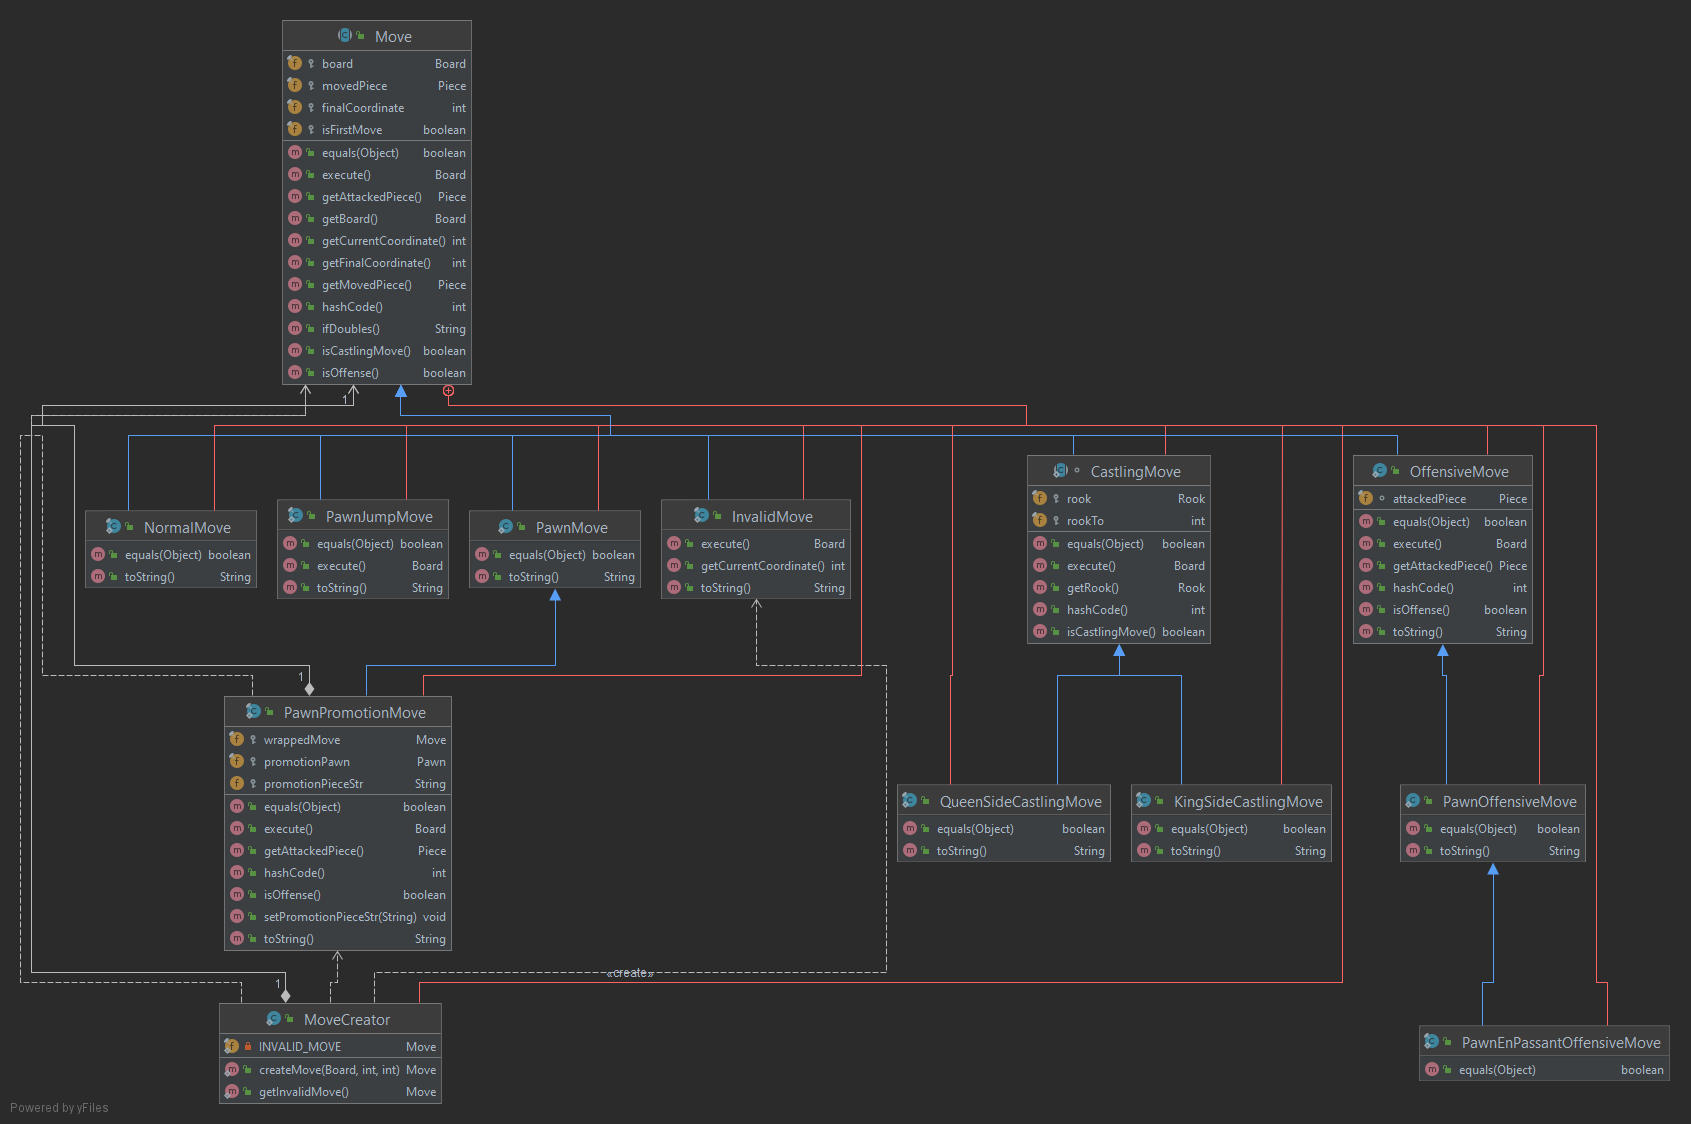 Move
board Board
movedPiece Piece
finalCoordinate int
isFirstMove boolean
equals(Object) boolean
execute() Board
getAttackedPiece() Piece
getBoard() Board
getCurrentCoordinate() int
getFinalCoordinate() int
getMovedPiece() Piece
hashCode() int
ifDoubles() String
isCastlingMove() boolean
isOffense() boolean
1
NormalMove
equals(Object) boolean
toString() String
PawnJumpMove
equals(Object) boolean
execute() Board
toString() String
PawnMove
equals(Object) boolean
toString() String
InvalidMove
execute() Board
getCurrentCoordinate() int
toString() String
CastlingMove
rook Rook
rookTo int
equals(Object) boolean
execute() Board
getRook() Rook
hashCode() int
isCastlingMove() boolean
OffensiveMove
attackedPiece Piece
equals(Object) boolean
execute() Board
getAttackedPiece() Piece
hashCode() int
isOffense() boolean
toString() String
1
PawnPromotionMove
wrappedMove Move
promotionPawn Pawn
promotionPieceStr String
equals(Object) boolean
execute() Board
getAttackedPiece() Piece
hashCode() int
isOffense() boolean
setPromotionPieceStr(String) void
toString() String
QueenSideCastlingMove
equals(Object) boolean
toString() String
KingSideCastlingMove
equals(Object) boolean
toString() String
PawnOffensiveMove
equals(Object) boolean
toString() String
«create»
1
MoveCreator
INVALID_MOVE Move
createMove(Board, int, int) Move
getInvalidMove() Move
PawnEnPassantOffensiveMove
equals(Object) boolean
Powered by yFiles